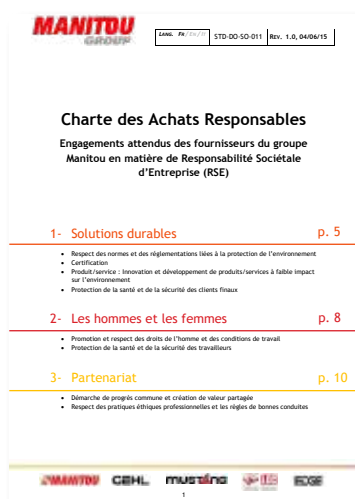 MANITOU
GROUP
LANG. FR/EN/IT
STD-DO-SO-011
REV. 1.0, 04/06/15
Charte des Achats Responsables
Engagements attendus des fournisseurs du groupe
Manitou en matière de Responsabilité Sociétale
d’Entreprise (RSE)
1- Solutions durables p. 5
• Respect des normes et des réglementations liées à la protection de l’environnement
• Certification
• Produit/service : Innovation et développement de produits/services à faible impact
sur l’environnement
• Protection de la santé et de la sécurité des clients finaux
2- Les hommes et les femmes p. 8
• Promotion et respect des droits de l’homme et des conditions de travail
• Protection de la santé et de la sécurité des travailleurs
3- Partenariat p. 10
• Démarche de progrès commune et création de valeur partagée
• Respect des pratiques éthiques professionnelles et les règles de bonnes conduites
MANITOU GEHL mustang EDGE
1